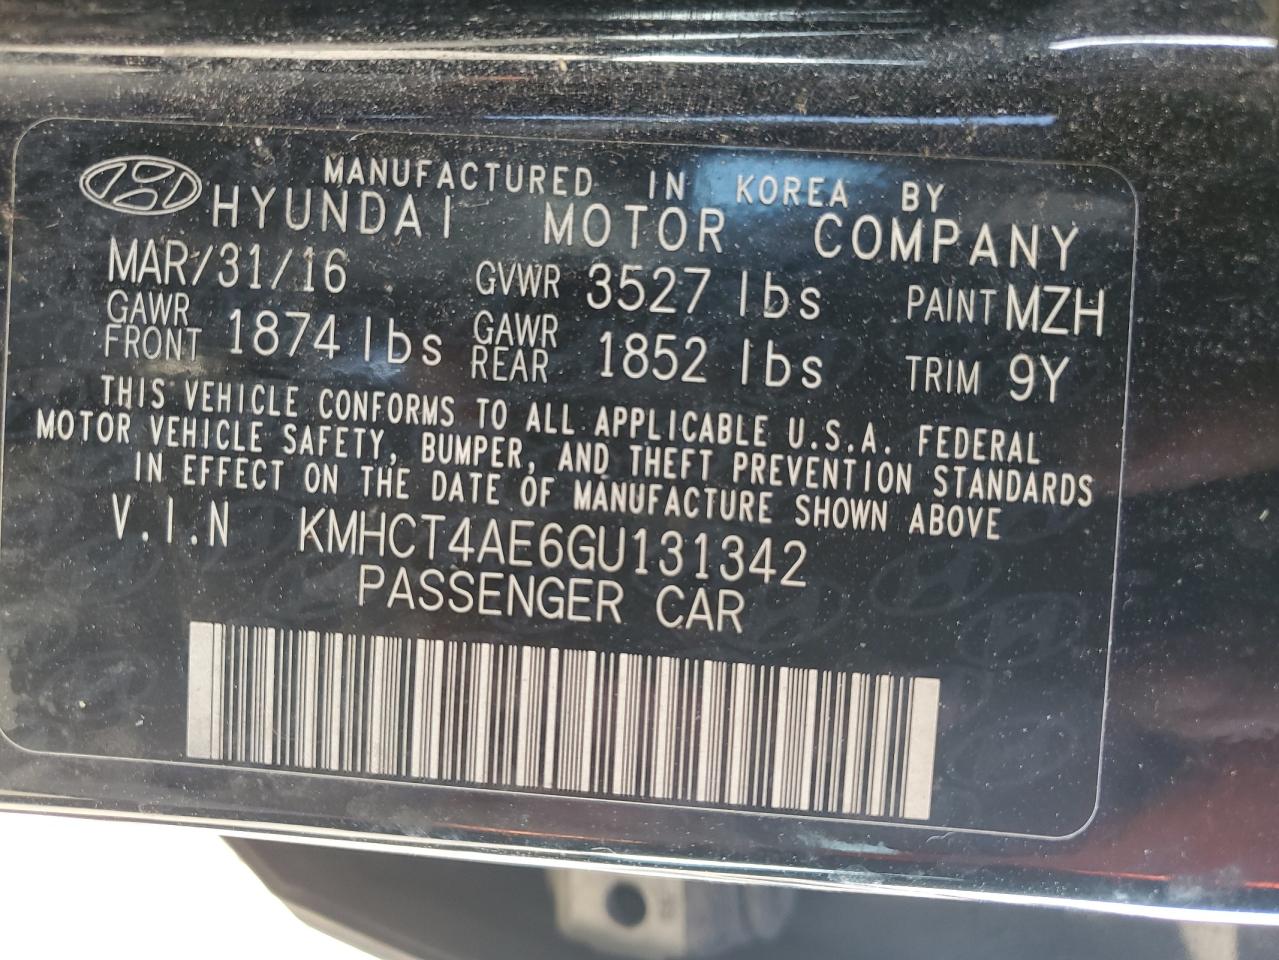 MANUFACTURED IN KOREA BY
HYUNDAI MOTOR COMPANY
MAR/31/16 GVWR 3527 lbs PAINT MZH
GAWR FRONT 1874 lbs GAWR REAR 1852 lbs TRIM 9Y
THIS VEHICLE CONFORMS TO ALL APPLICABLE U.S.A. FEDERAL
MOTOR VEHICLE SAFETY, BUMPER, AND THEFT PREVENTION STANDARDS
IN EFFECT ON THE DATE OF MANUFACTURE SHOWN ABOVE
V.I.N KMHCT4AE6GU131342
PASSENGER CAR